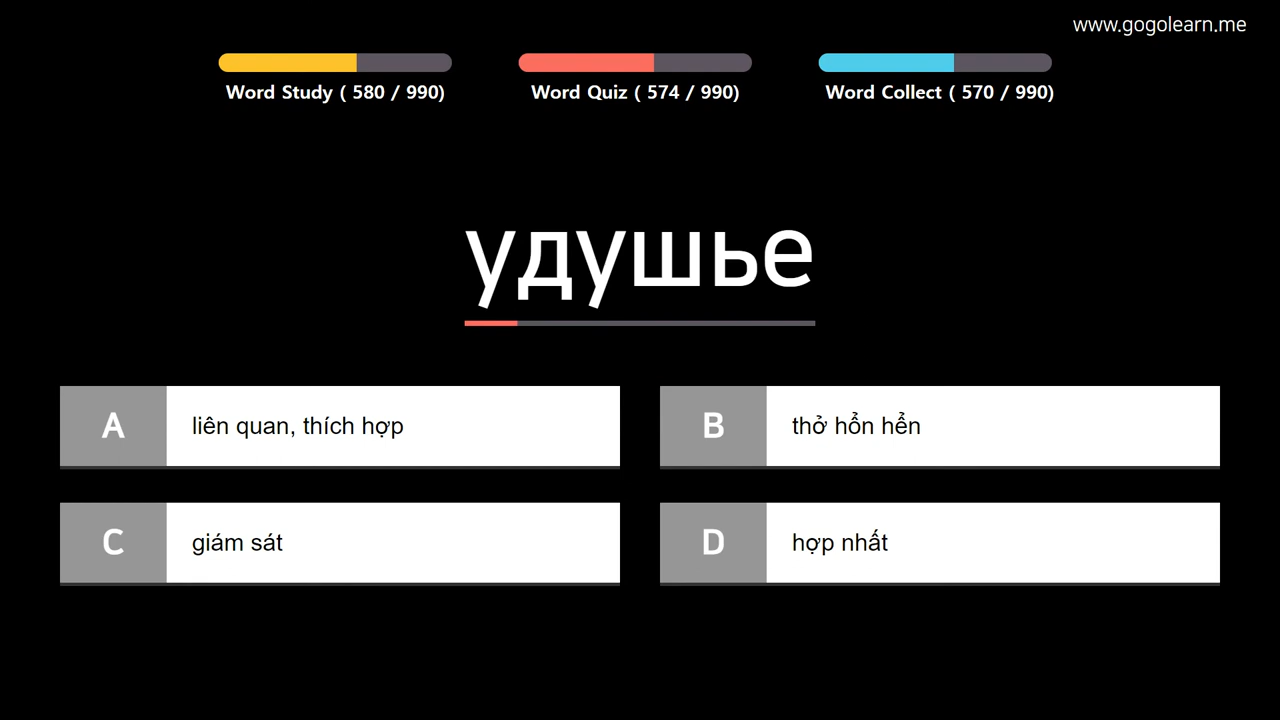 www.gogolearn.me
Word Study ( 580 / 990)
Word Quiz ( 574 / 990)
Word Collect ( 570 / 990)
удушье
A liên quan, thích hợp
B thở hổn hển
C giám sát
D hợp nhất